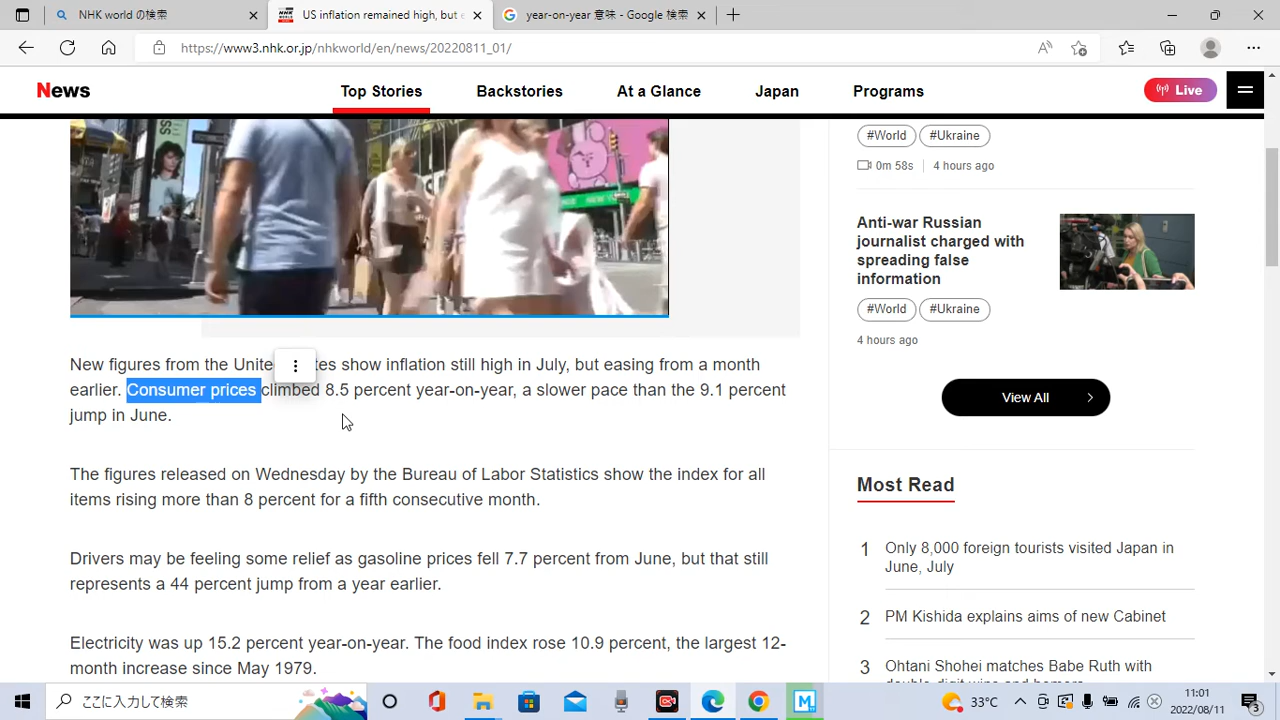 NHK world の検索
US inflation remained high, but e
year-on-year 意味 - Google 検索
https://www3.nhk.or.jp/nhkworld/en/news/20220811_01/
News
Top Stories
Backstories
At a Glance
Japan
Programs
Live
#World
#Ukraine
0m 58s
4 hours ago
Anti-war Russian
journalist charged with
spreading false
information
#World
#Ukraine
4 hours ago
View All
New figures from the Unite tes show inflation still high in July, but easing from a month
earlier. Consumer prices climbed 8.5 percent year-on-year, a slower pace than the 9.1 percent
jump in June.
The figures released on Wednesday by the Bureau of Labor Statistics show the index for all
items rising more than 8 percent for a fifth consecutive month.
Drivers may be feeling some relief as gasoline prices fell 7.7 percent from June, but that still
represents a 44 percent jump from a year earlier.
Electricity was up 15.2 percent year-on-year. The food index rose 10.9 percent, the largest 12-
month increase since May 1979.
Most Read
1 Only 8,000 foreign tourists visited Japan in
June, July
2 PM Kishida explains aims of new Cabinet
3 Ohtani Shohei matches Babe Ruth with
double-digit wins and homers
ここに入力して検索
33°C
11:01
2022/08/11
3